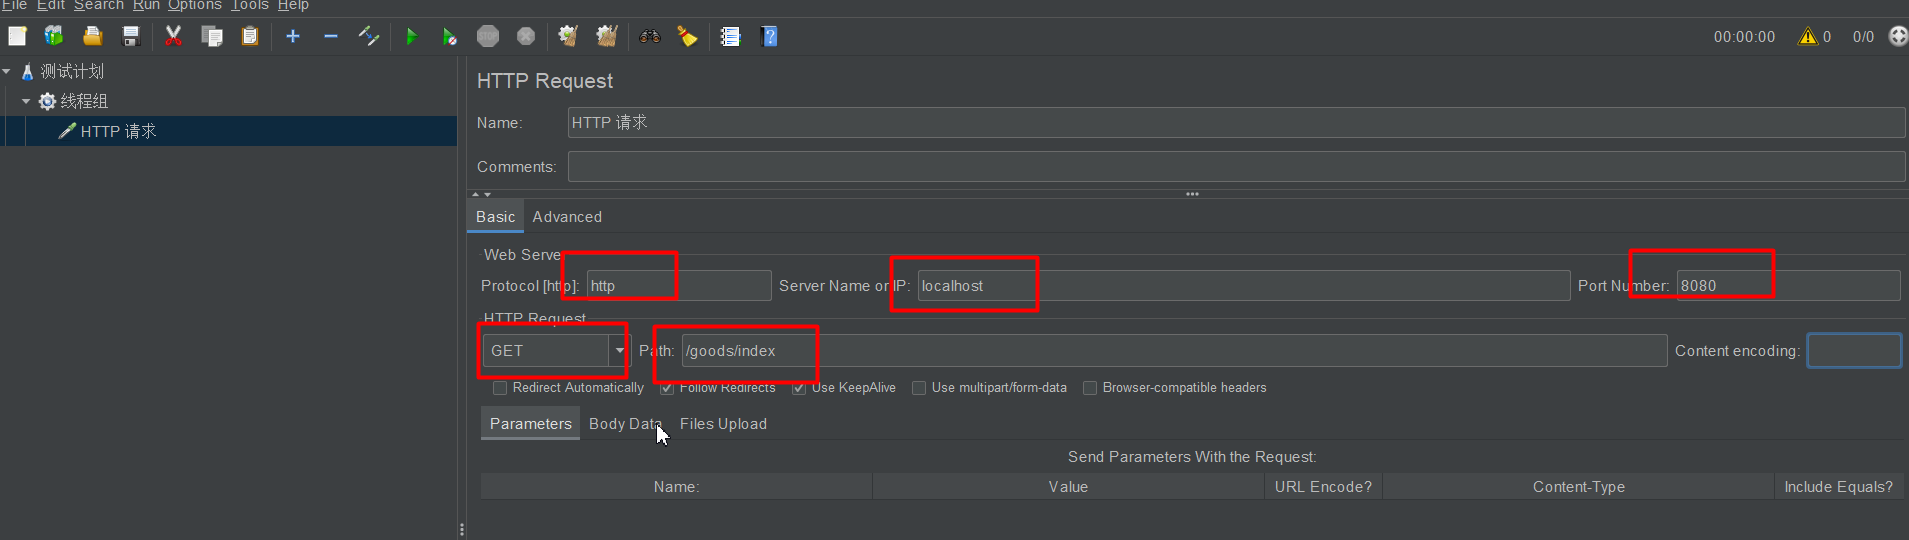 File Edit Search Run Options Tools Help
STOP
00:00:00 0 0/0
测试计划
线程组
HTTP 请求
HTTP Request
Name: HTTP 请求
Comments:
Basic Advanced
Web Serve
Protocol [http]: http Server Name or IP: localhost Port Number: 8080
HTTP Request
GET Path: /goods/index Content encoding:
Redirect Automatically Follow Redirects Use KeepAlive Use multipart/form-data Browser-compatible headers
Parameters Body Data Files Upload
Send Parameters With the Request:
Name: Value URL Encode? Content-Type Include Equals?